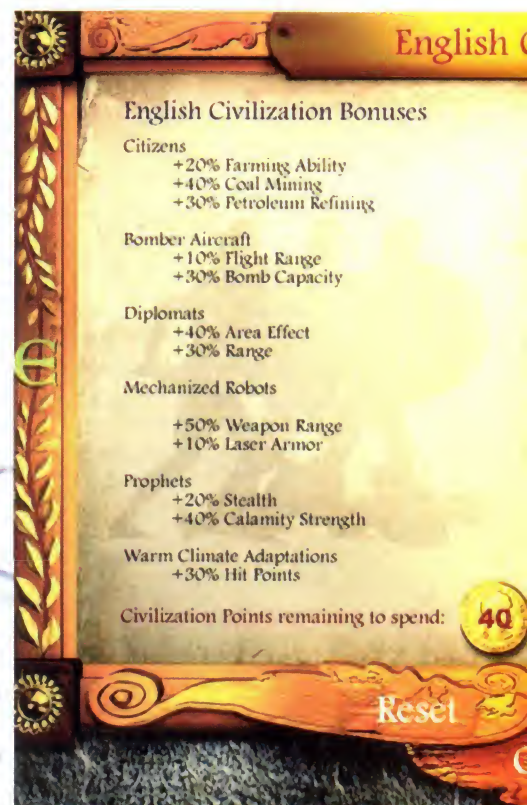 English
English Civilization Bonuses
Citizens
+20% Farming Ability
+40% Coal Mining
+30% Petroleum Refining
Bomber Aircraft
+10% Flight Range
+30% Bomb Capacity
Diplomats
+40% Area Effect
+30% Range
Mechanized Robots
+50% Weapon Range
+10% Laser Armor
Prophets
+20% Stealth
+40% Calamity Strength
Warm Climate Adaptations
+30% Hit Points
Civilization Points remaining to spend: 40
Reset